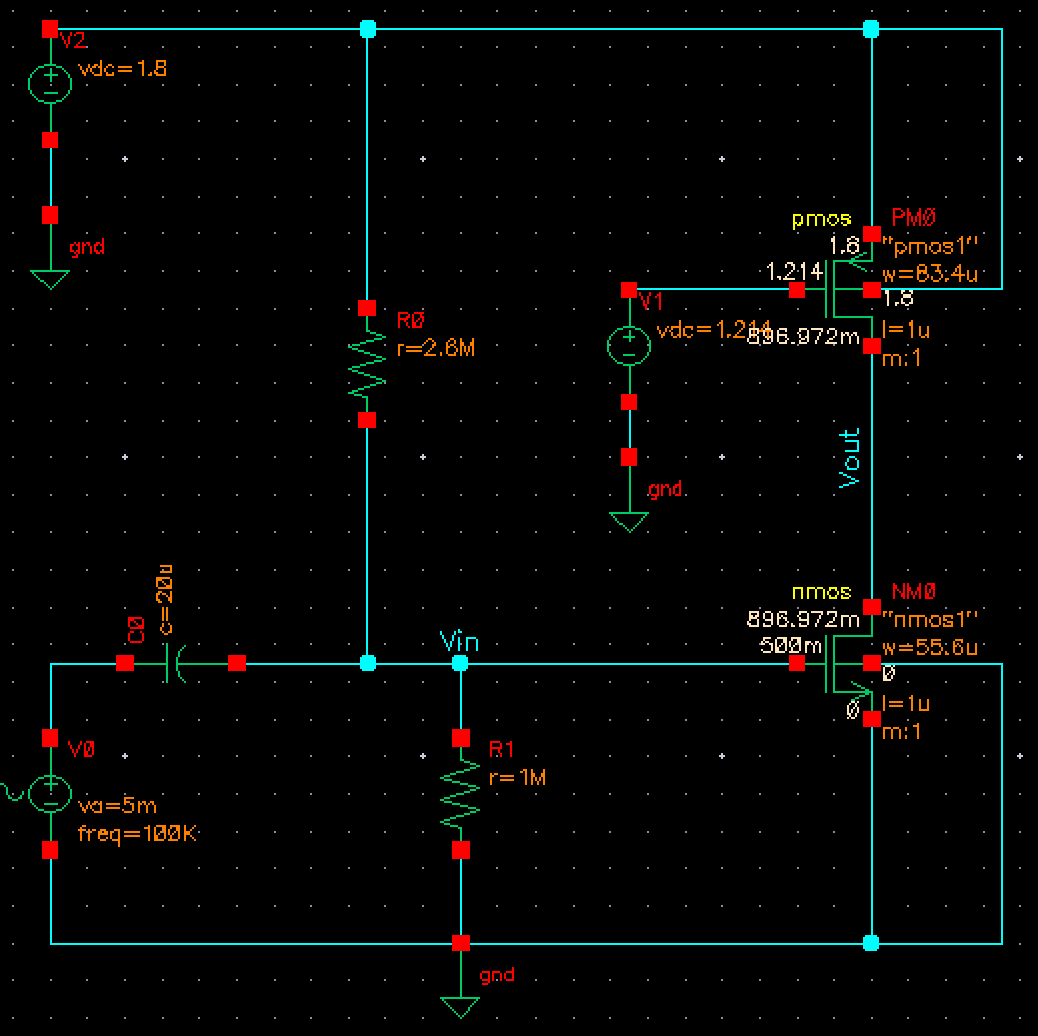 V2
vdc=1.8
gnd
R0
r=2.6M
pmos
PM0
1.8
"pmos1"
1.214
w=83.4u
1.8
V1
vdc=1.214
896.972m
l=1u
m:1
Vout
gnd
nmos
NM0
896.972m
"nmos1"
500m
w=55.6u
0
0
l=1u
m:1
C0
c=20u
Vin
V0
va=5m
freq=100K
R1
r=1M
gnd